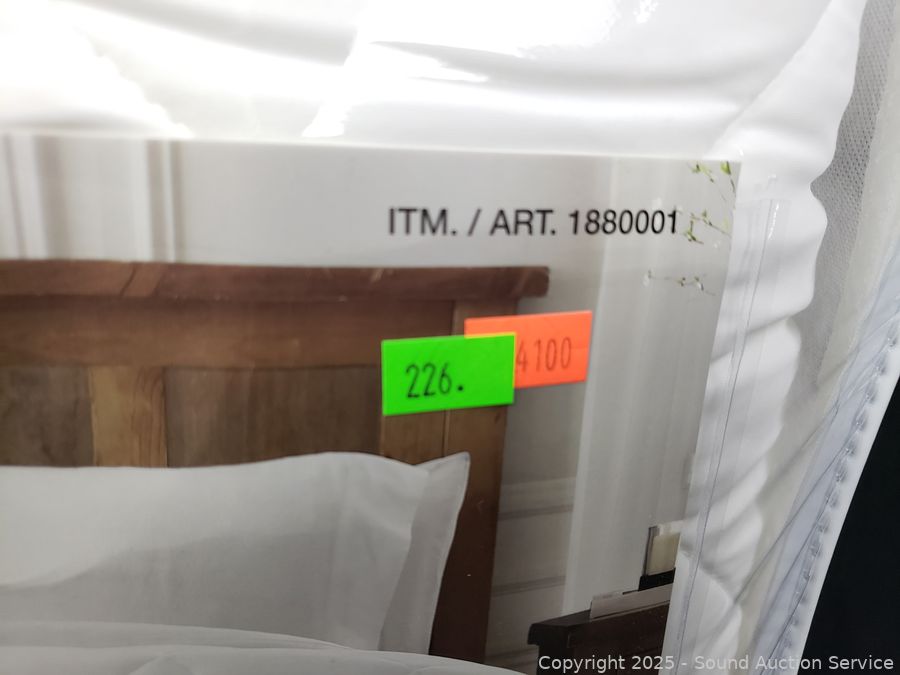 ITM. / ART. 1880001
226.
4100
Copyright © 2025 - Sound Auction Service